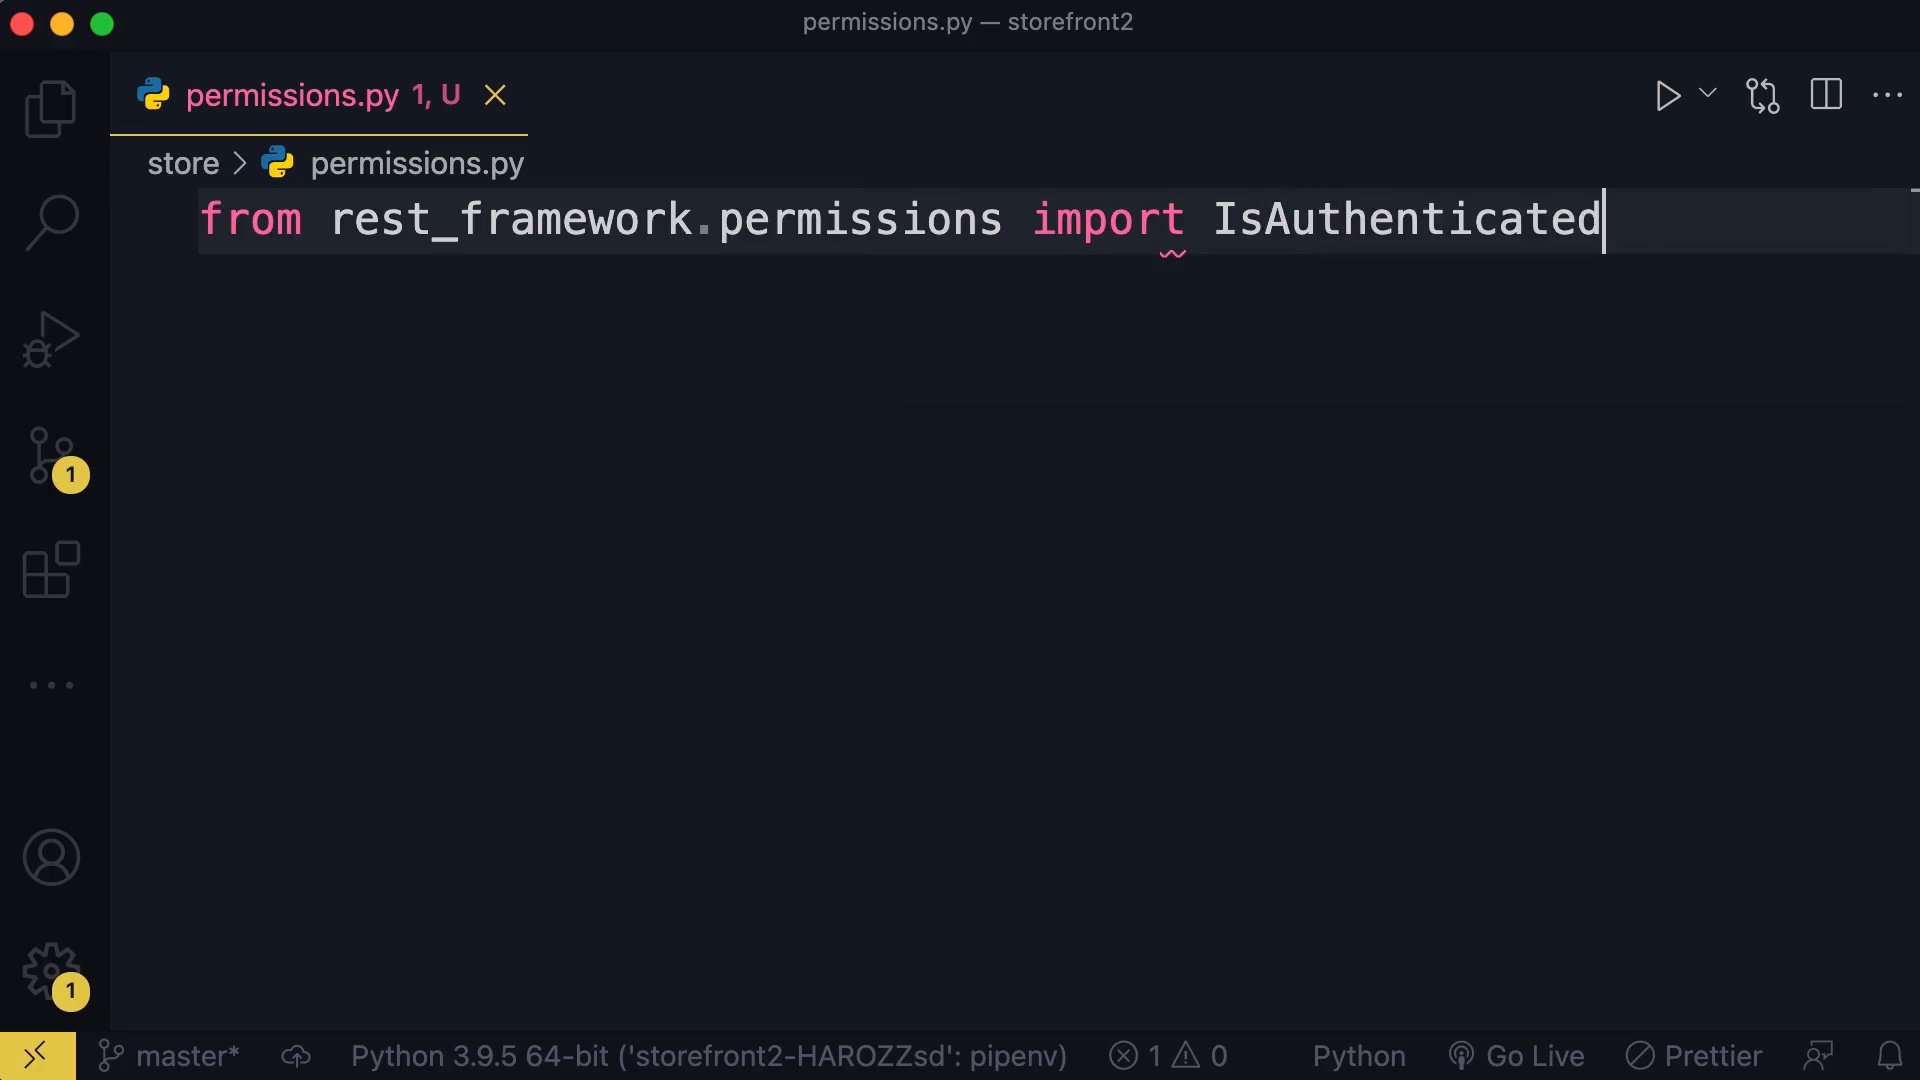 permissions.py — storefront2
permissions.py 1, U
store > permissions.py
from rest_framework.permissions import IsAuthenticated
1
1
master* Python 3.9.5 64-bit ('storefront2-HAROZZsd': pipenv) 1 0 Python Go Live Prettier